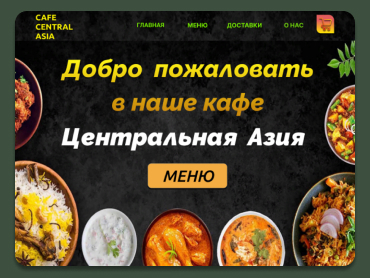 CAFE
CENTRAL
ASIA
ГЛАВНАЯ МЕНЮ ДОСТАВКИ О НАС
Добро пожаловать
в наше кафе
Центральная Азия
МЕНЮ